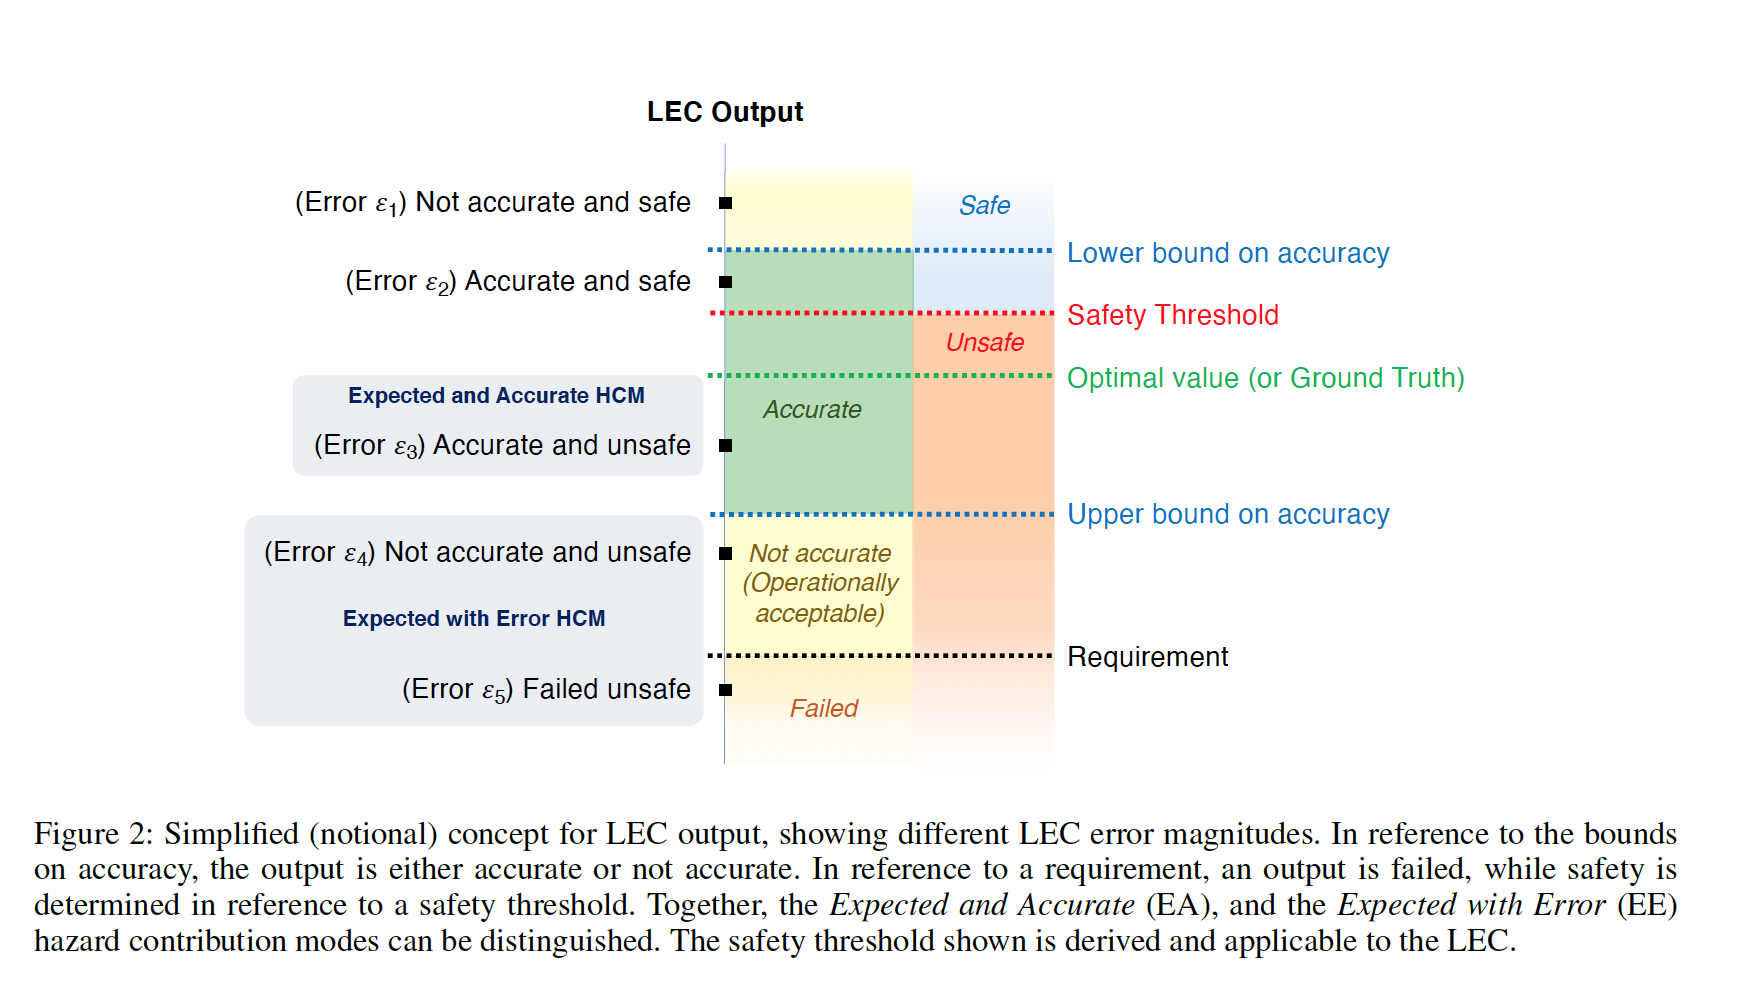 LEC Output
(Error ε1) Not accurate and safe
Safe
Lower bound on accuracy
(Error ε2) Accurate and safe
Safety Threshold
Unsafe
Optimal value (or Ground Truth)
Expected and Accurate HCM
Accurate
(Error ε3) Accurate and unsafe
Upper bound on accuracy
(Error ε4) Not accurate and unsafe
Not accurate
(Operationally
acceptable)
Expected with Error HCM
Requirement
(Error ε5) Failed unsafe
Failed
Figure 2: Simplified (notional) concept for LEC output, showing different LEC error magnitudes. In reference to the bounds
on accuracy, the output is either accurate or not accurate. In reference to a requirement, an output is failed, while safety is
determined in reference to a safety threshold. Together, the Expected and Accurate (EA), and the Expected with Error (EE)
hazard contribution modes can be distinguished. The safety threshold shown is derived and applicable to the LEC.